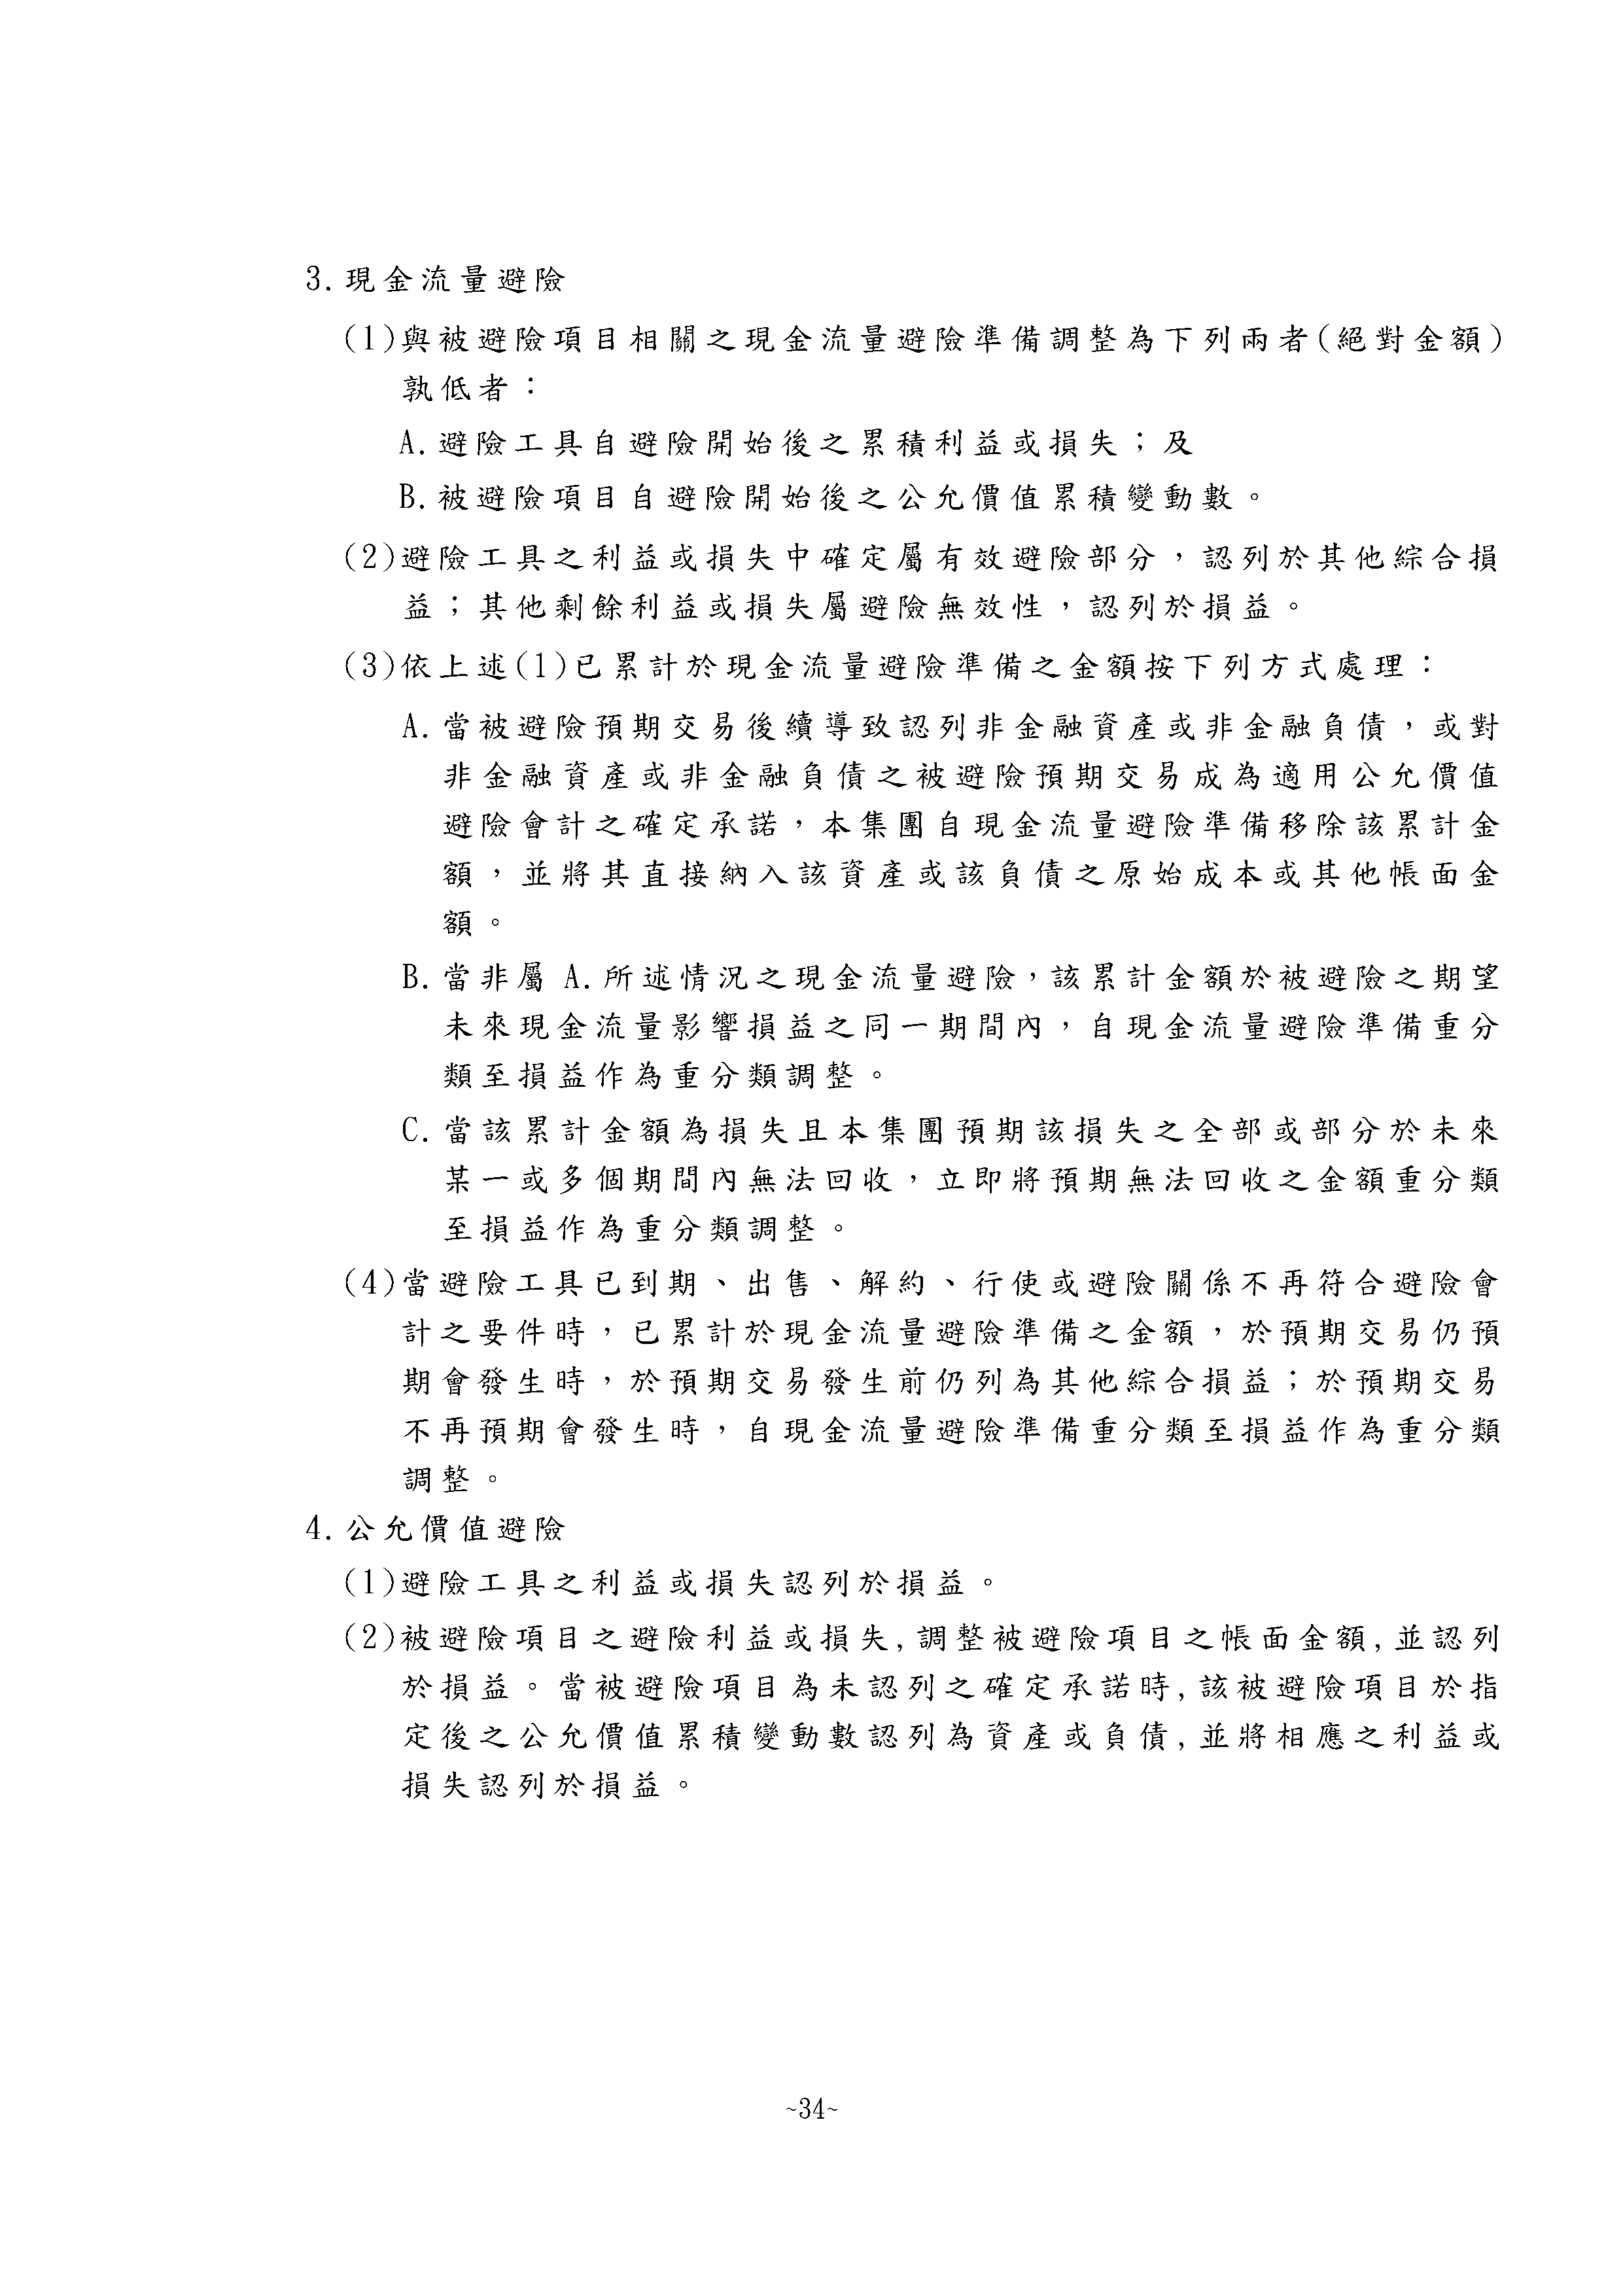 3.現金流量避險
(1)與被避險項目相關之現金流量避險準備調整為下列兩者(絕對金額)
孰低者：
A.避險工具自避險開始後之累積利益或損失；及
B.被避險項目自避險開始後之公允價值累積變動數。
(2)避險工具之利益或損失中確定屬有效避險部分，認列於其他綜合損
益；其他剩餘利益或損失屬避險無效性，認列於損益。
(3)依上述(1)已累計於現金流量避險準備之金額按下列方式處理：
A.當被避險預期交易後續導致認列非金融資產或非金融負債，或對
非金融資產或非金融負債之被避險預期交易成為適用公允價值
避險會計之確定承諾，本集團自現金流量避險準備移除該累計金
額，並將其直接納入該資產或該負債之原始成本或其他帳面金
額。
B.當非屬 A.所述情況之現金流量避險，該累計金額於被避險之期望
未來現金流量影響損益之同一期間內，自現金流量避險準備重分
類至損益作為重分類調整。
C.當該累計金額為損失且本集團預期該損失之全部或部分於未來
某一或多個期間內無法回收，立即將預期無法回收之金額重分類
至損益作為重分類調整。
(4)當避險工具已到期、出售、解約、行使或避險關係不再符合避險會
計之要件時，已累計於現金流量避險準備之金額，於預期交易仍預
期會發生時，於預期交易發生前仍列為其他綜合損益；於預期交易
不再預期會發生時，自現金流量避險準備重分類至損益作為重分類
調整。
4.公允價值避險
(1)避險工具之利益或損失認列於損益。
(2)被避險項目之避險利益或損失,調整被避險項目之帳面金額,並認列
於損益。當被避險項目為未認列之確定承諾時,該被避險項目於指
定後之公允價值累積變動數認列為資產或負債,並將相應之利益或
損失認列於損益。
~34~